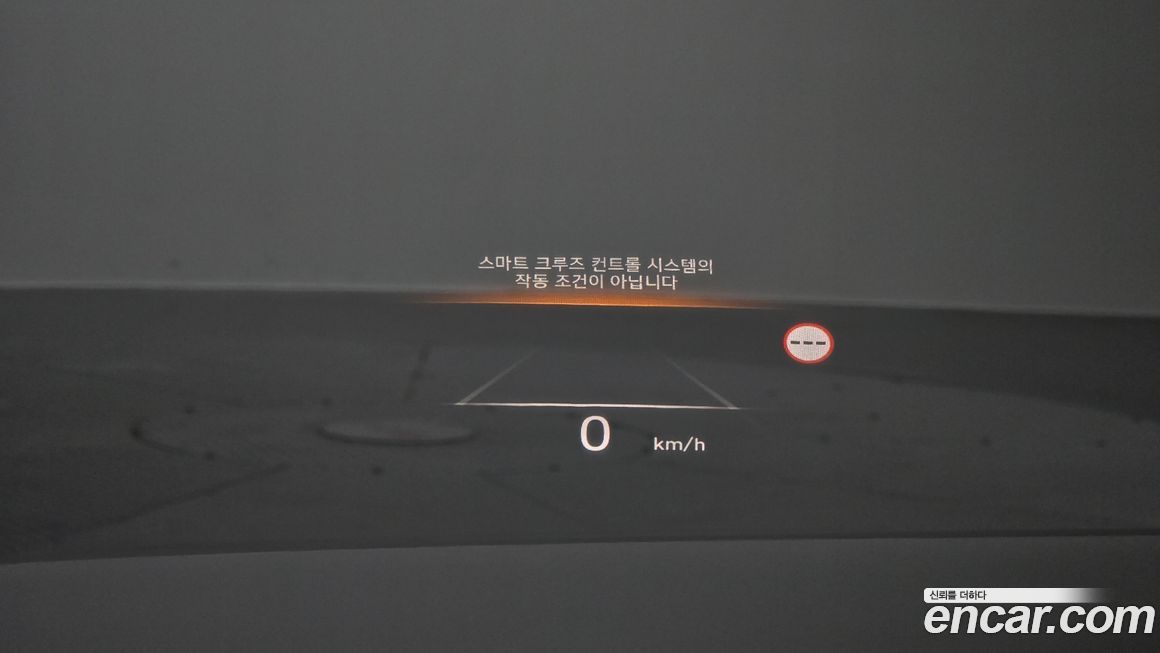 스마트 크루즈 컨트롤 시스템의
작동 조건이 아닙니다
---
0 km/h
신뢰를 더하다
encar.com